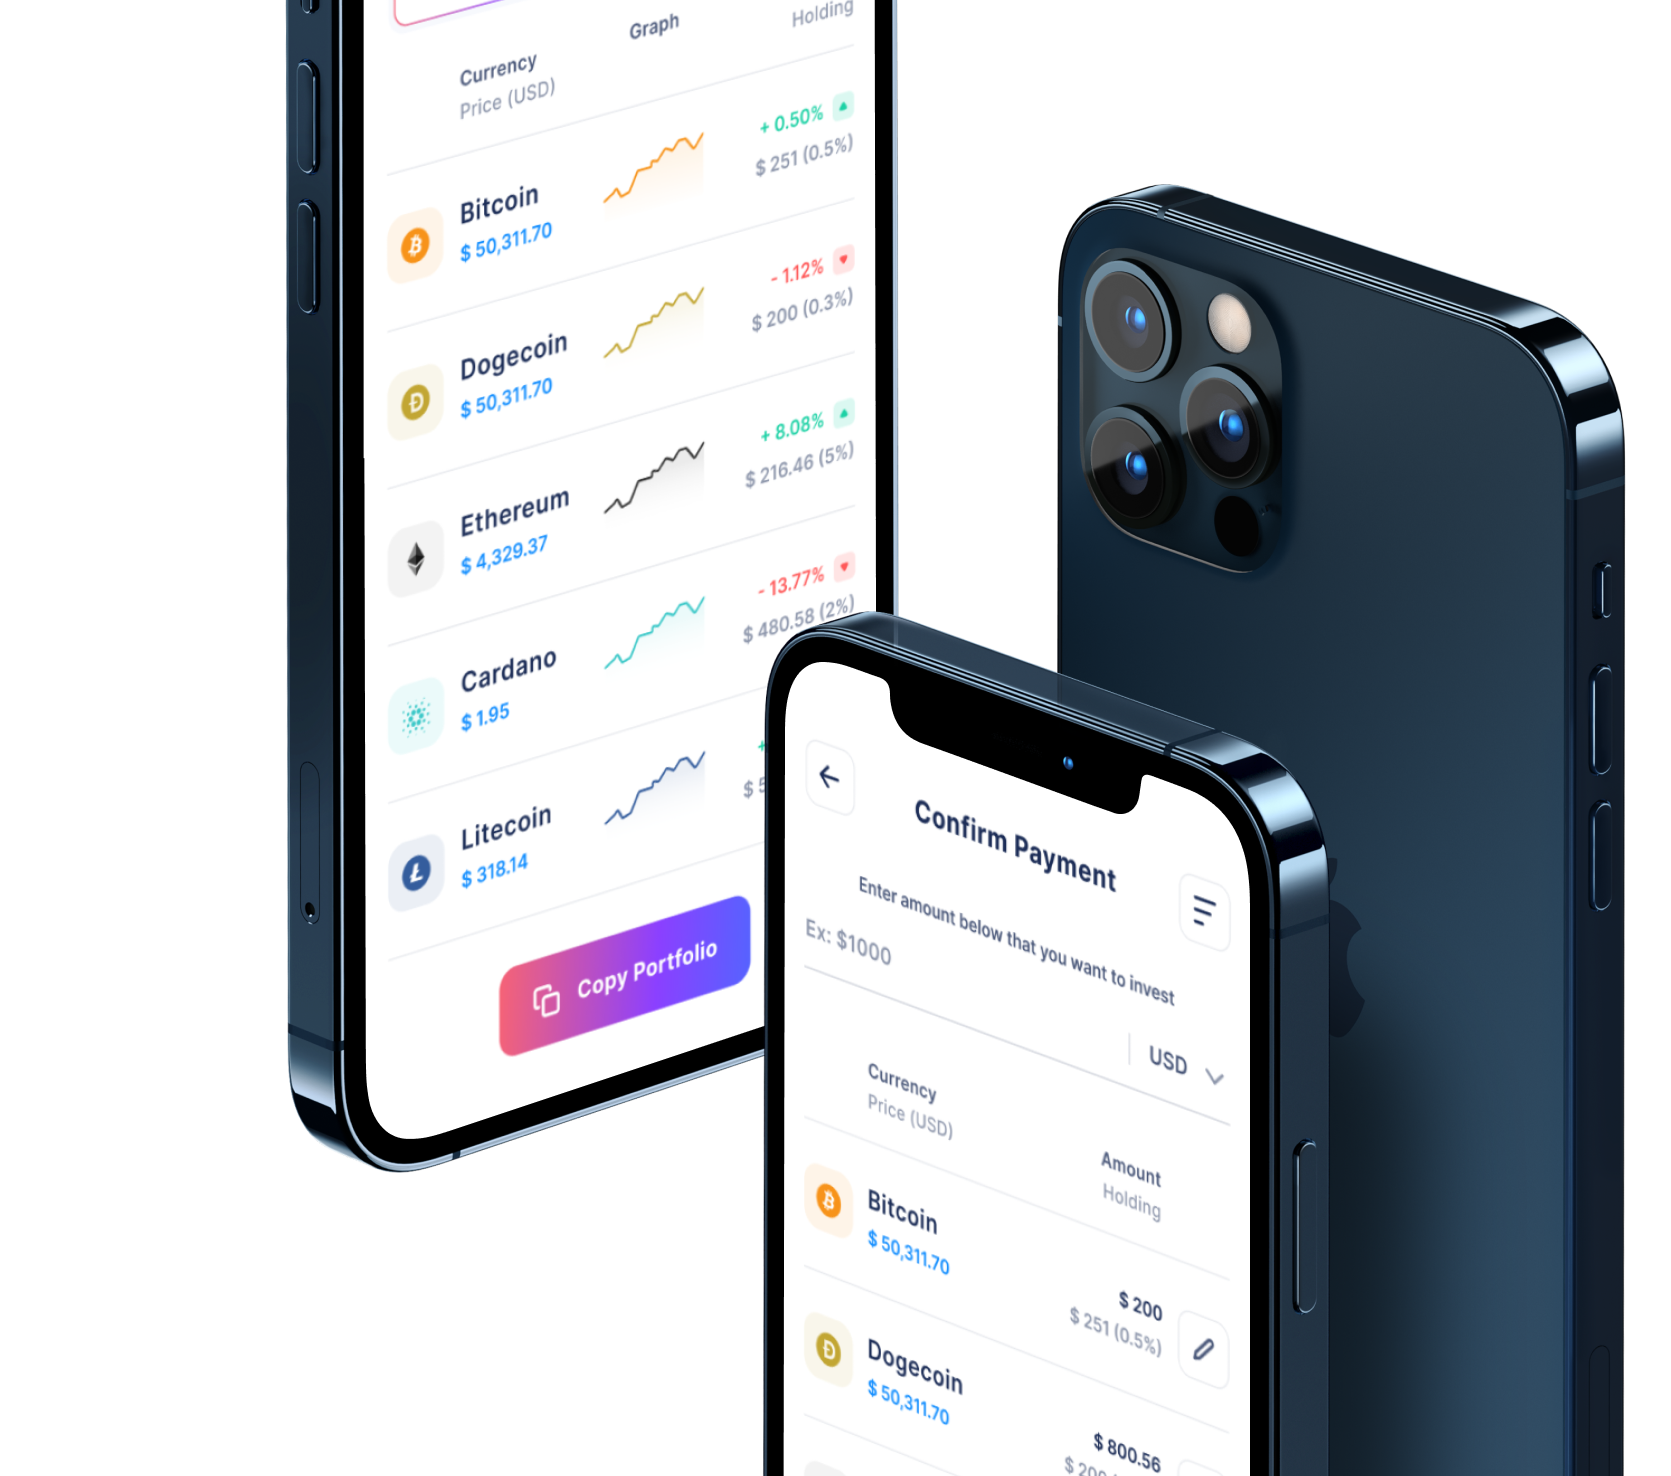 Graph
Holding
Currency
Price (USD)
+ 0.50%
$ 251 (0.5%)
Bitcoin
$ 50,311.70
- 1.12%
$ 200 (0.3%)
Dogecoin
$ 50,311.70
+ 8.08%
$ 216.46 (5%)
Ethereum
$ 4,329.37
- 13.77%
$ 480.58 (2%)
Cardano
$ 1.95
Litecoin
$ 318.14
Copy Portfolio
Confirm Payment
Enter amount below that you want to invest
Ex: $1000
USD
Currency
Price (USD)
Amount
Holding
Bitcoin
$ 50,311.70
$ 200
$ 251 (0.5%)
Dogecoin
$ 50,311.70
$ 800.56